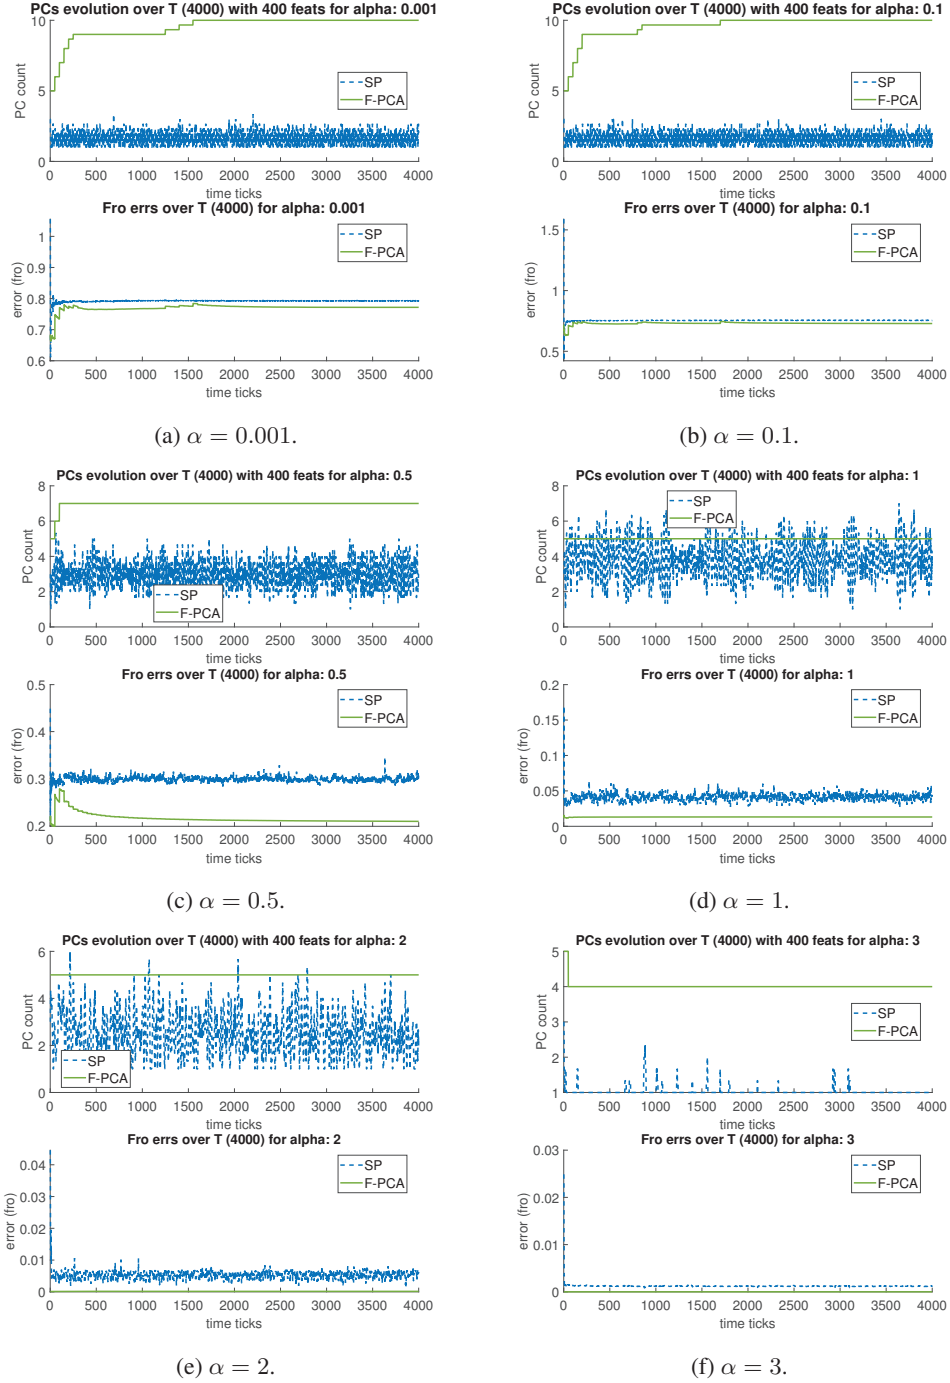 PCs evolution over T (4000) with 400 feats for alpha: 0.001
10
5
0
PC count
SP
F-PCA
0 500 1000 1500 2000 2500 3000 3500 4000
time ticks
Fro errs over T (4000) for alpha: 0.001
1
0.9
0.8
0.7
0.6
error (fro)
SP
F-PCA
0 500 1000 1500 2000 2500 3000 3500 4000
time ticks
(a) α = 0.001.
PCs evolution over T (4000) with 400 feats for alpha: 0.1
10
5
0
PC count
SP
F-PCA
0 500 1000 1500 2000 2500 3000 3500 4000
time ticks
Fro errs over T (4000) for alpha: 0.1
1.5
1
0.5
error (fro)
SP
F-PCA
0 500 1000 1500 2000 2500 3000 3500 4000
time ticks
(b) α = 0.1.
PCs evolution over T (4000) with 400 feats for alpha: 0.5
8
6
4
2
0
PC count
SP
F-PCA
0 500 1000 1500 2000 2500 3000 3500 4000
time ticks
Fro errs over T (4000) for alpha: 0.5
0.5
0.4
0.3
0.2
error (fro)
SP
F-PCA
0 500 1000 1500 2000 2500 3000 3500 4000
time ticks
(c) α = 0.5.
PCs evolution over T (4000) with 400 feats for alpha: 1
8
6
4
2
0
PC count
SP
F-PCA
0 500 1000 1500 2000 2500 3000 3500 4000
time ticks
Fro errs over T (4000) for alpha: 1
0.2
0.15
0.1
0.05
0
error (fro)
SP
F-PCA
0 500 1000 1500 2000 2500 3000 3500 4000
time ticks
(d) α = 1.
PCs evolution over T (4000) with 400 feats for alpha: 2
6
4
2
0
PC count
SP
F-PCA
0 500 1000 1500 2000 2500 3000 3500 4000
time ticks
Fro errs over T (4000) for alpha: 2
0.04
0.03
0.02
0.01
0
error (fro)
SP
F-PCA
0 500 1000 1500 2000 2500 3000 3500 4000
time ticks
(e) α = 2.
PCs evolution over T (4000) with 400 feats for alpha: 3
5
4
3
2
1
PC count
SP
F-PCA
0 500 1000 1500 2000 2500 3000 3500 4000
time ticks
Fro errs over T (4000) for alpha: 3
0.03
0.02
0.01
0
error (fro)
SP
F-PCA
0 500 1000 1500 2000 2500 3000 3500 4000
time ticks
(f) α = 3.